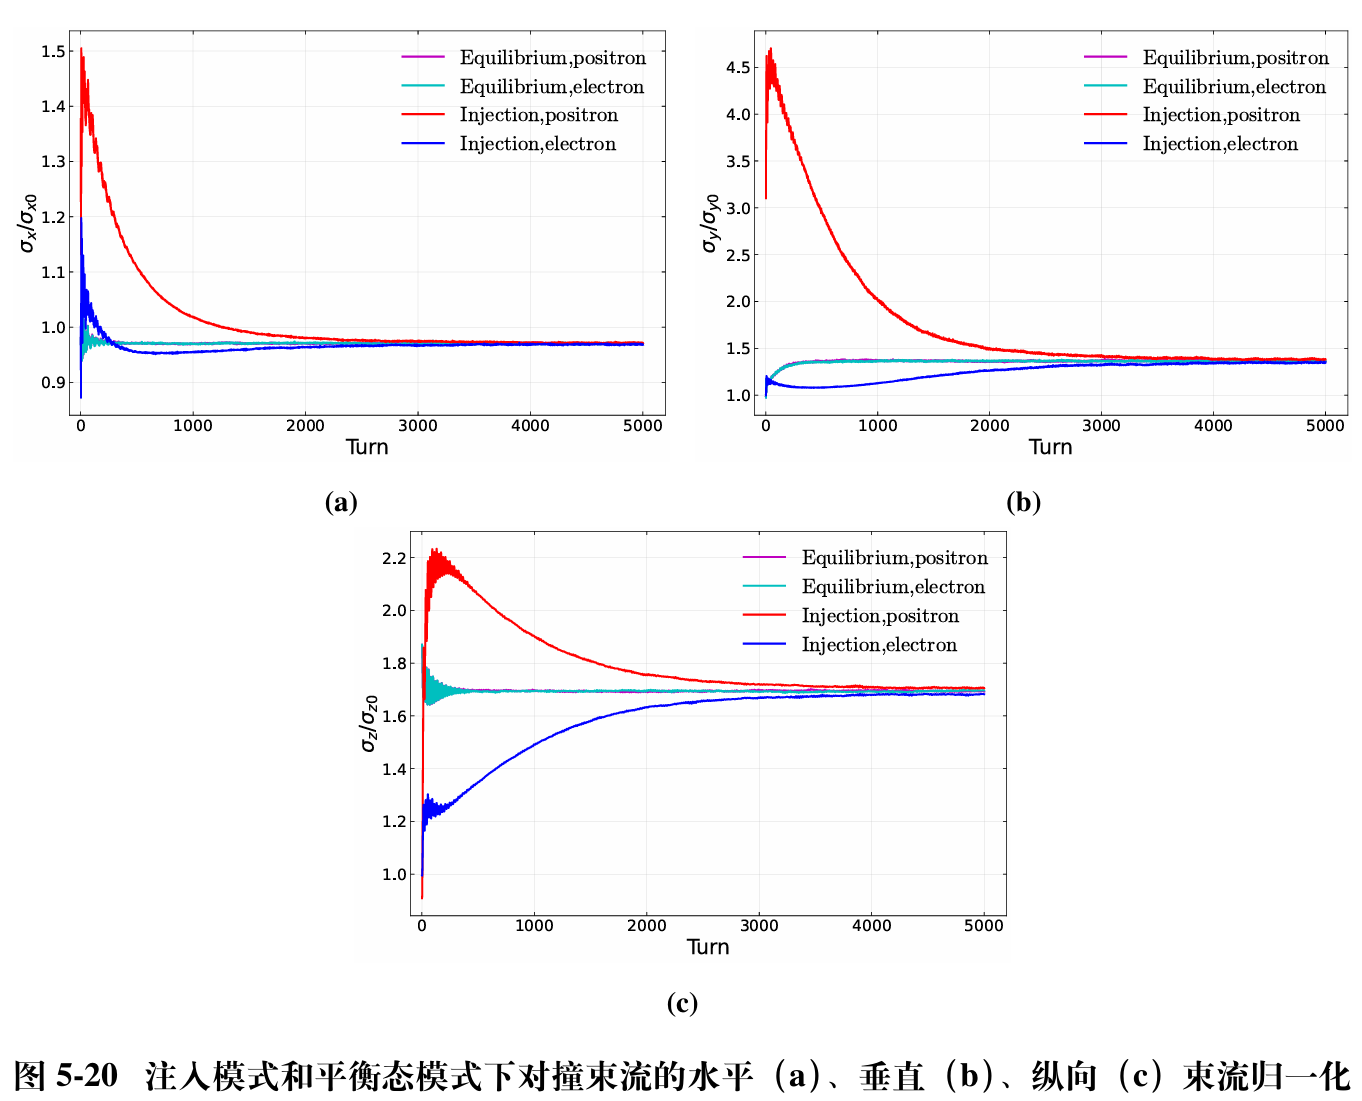 1.5
1.4
1.3
1.2
1.1
1.0
0.9
σx/σx0
Equilibrium,positron
Equilibrium,electron
Injection,positron
Injection,electron
0 1000 2000 3000 4000 5000
Turn
(a)
4.5
4.0
3.5
3.0
2.5
2.0
1.5
1.0
σy/σy0
Equilibrium,positron
Equilibrium,electron
Injection,positron
Injection,electron
0 1000 2000 3000 4000 5000
Turn
(b)
2.2
2.0
1.8
1.6
1.4
1.2
1.0
σz/σz0
Equilibrium,positron
Equilibrium,electron
Injection,positron
Injection,electron
0 1000 2000 3000 4000 5000
Turn
(c)
图 5-20 注入模式和平衡态模式下对撞束流的水平（a）、垂直（b）、纵向（c）束流归一化